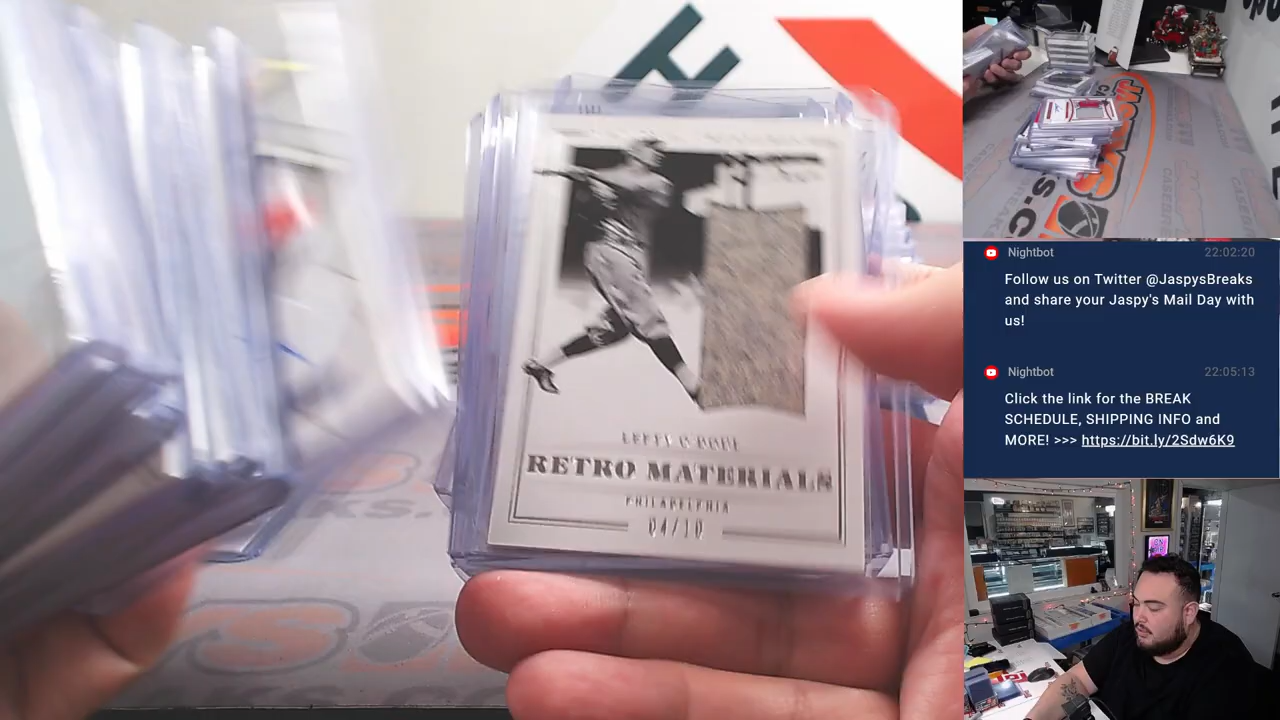 LEFTY O'DOUL
RETRO MATERIALS
PHILADELPHIA
04/10
JASPYS
CASEBREAKS
Nightbot 22:02:20
Follow us on Twitter @JaspysBreaks
and share your Jaspy's Mail Day with
us!
Nightbot 22:05:13
Click the link for the BREAK
SCHEDULE, SHIPPING INFO and
MORE! >>> https://bit.ly/2Sdw6K9